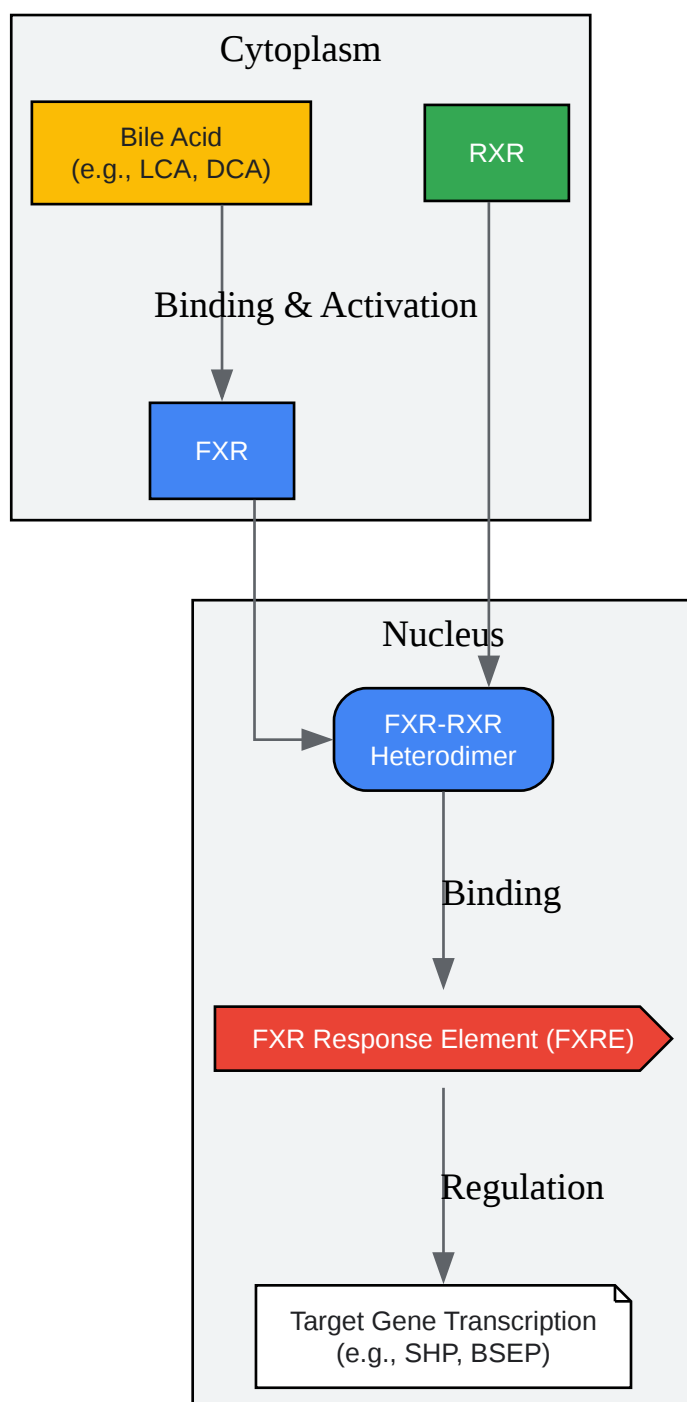 Cytoplasm
Bile Acid
(e.g., LCA, DCA)
RXR
Binding & Activation
FXR
Nucleus
FXR-RXR
Heterodimer
Binding
FXR Response Element (FXRE)
Regulation
Target Gene Transcription
(e.g., SHP, BSEP)